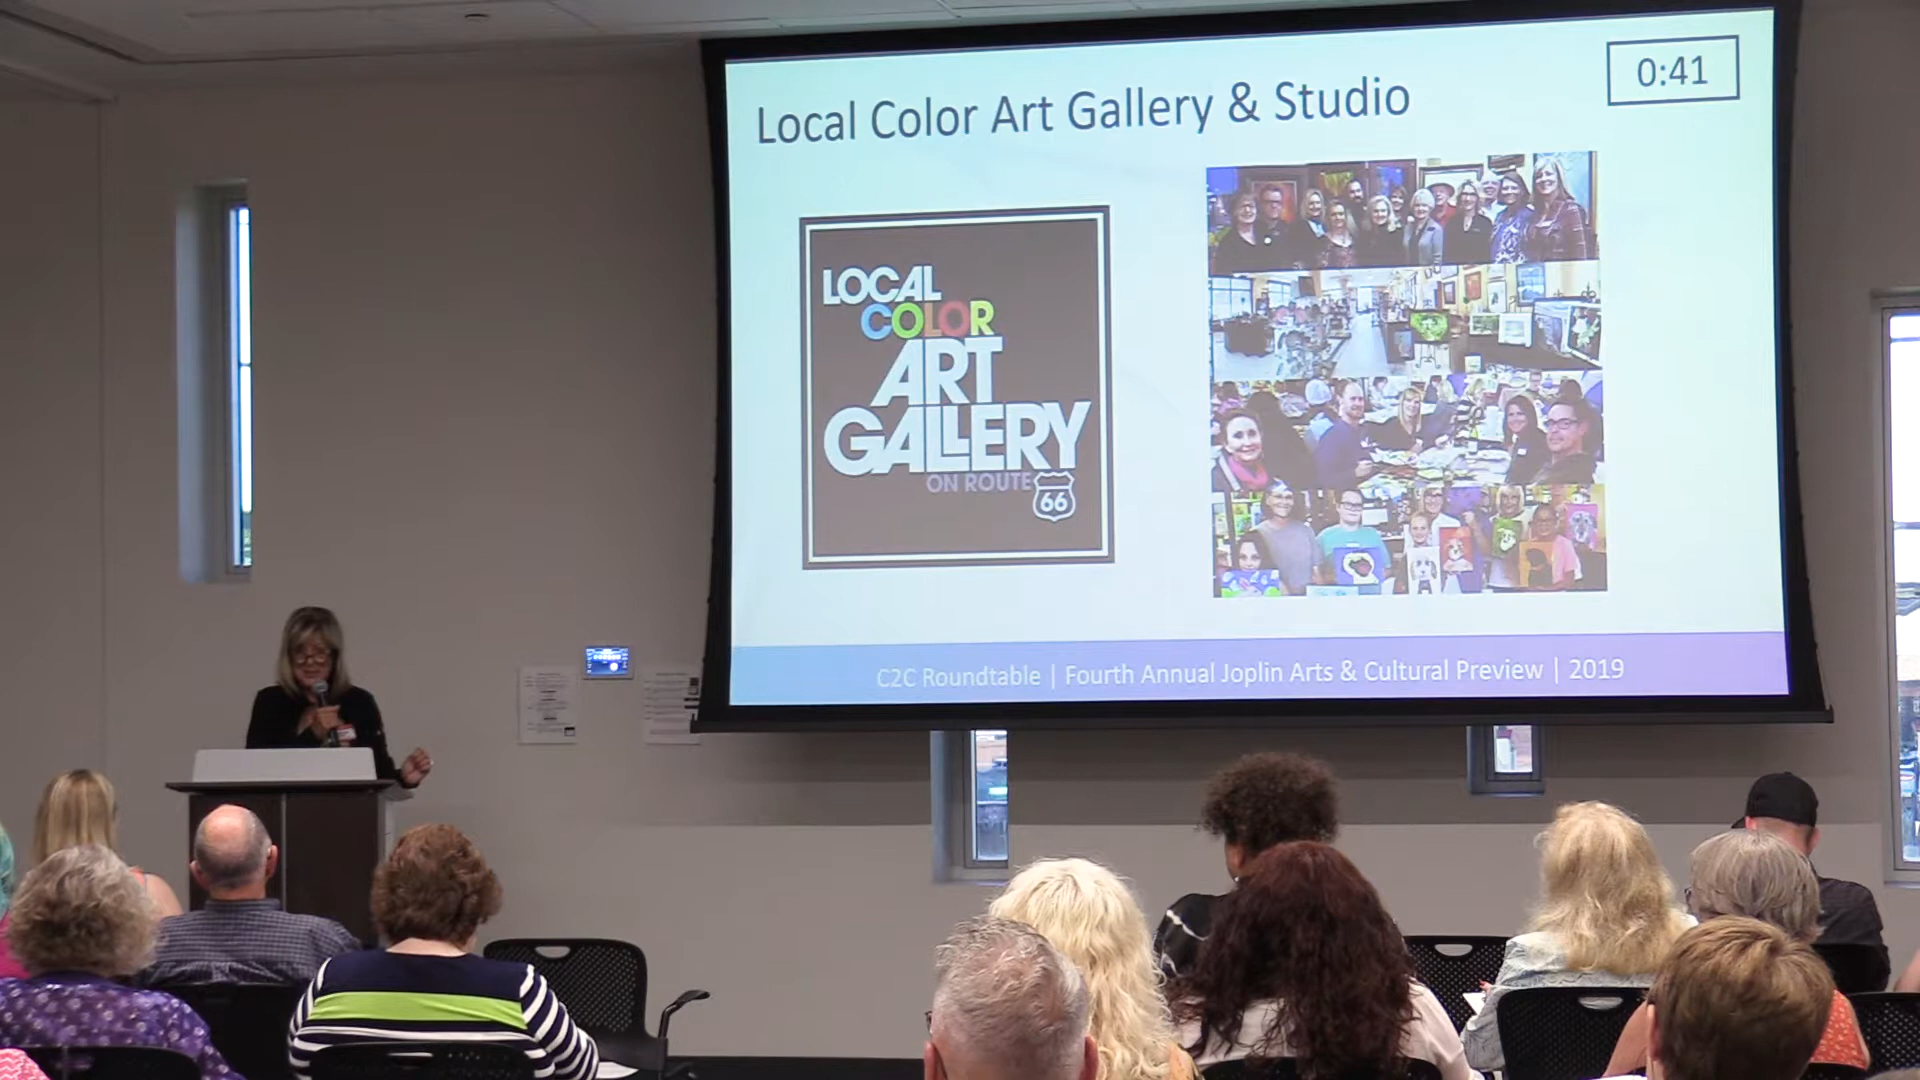 Local Color Art Gallery & Studio
0:41
LOCAL
COLOR
ART
GALLERY
ON ROUTE
66
C2C Roundtable | Fourth Annual Joplin Arts & Cultural Preview | 2019